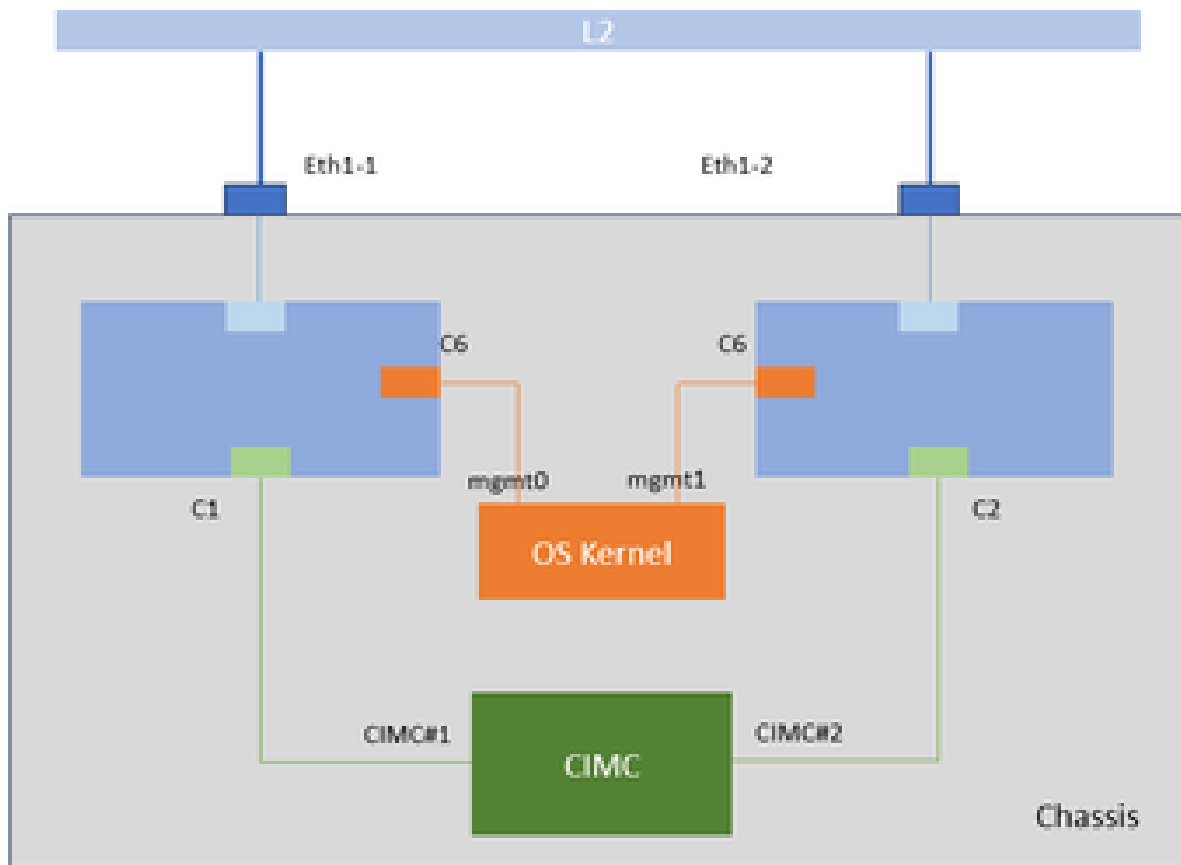 L2
Eth1-1
Eth1-2
C6
C6
mgmt0
mgmt1
C1
C2
OS Kernel
CIMC#1
CIMC#2
CIMC
Chassis